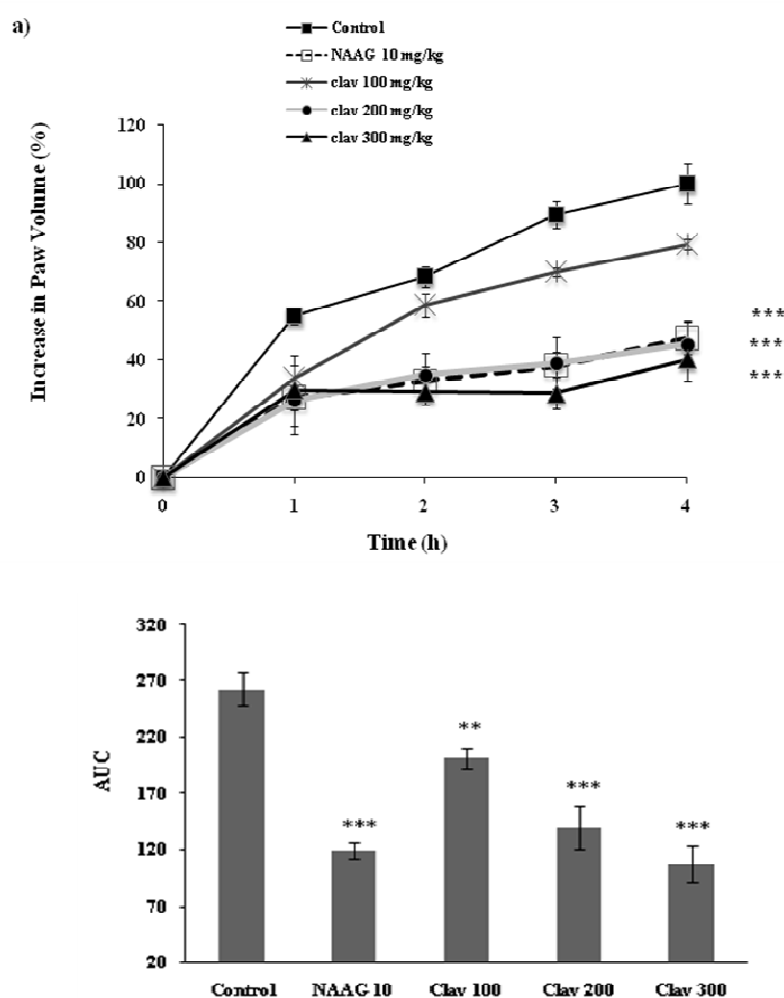 a)
Control
NAAG 10 mg/kg
clav 100 mg/kg
clav 200 mg/kg
clav 300 mg/kg
Increase in Paw Volume (%)
120
100
80
60
40
20
0
***
***
***
0 1 2 3 4
Time (h)
AUC
320
270
220
170
120
70
20
***
**
***
***
Control NAAG 10 Clav 100 Clav 200 Clav 300